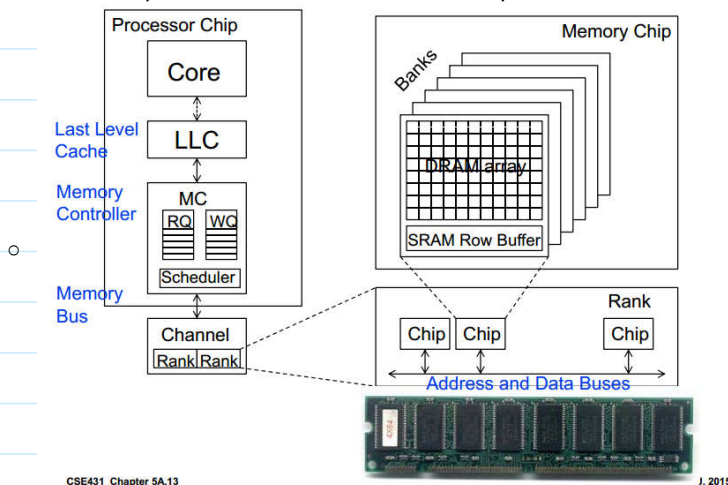 Processor Chip
Core
Last Level
Cache
LLC
Memory
Controller
MC
RQ WQ
Scheduler
Memory
Bus
Channel
Rank Rank
Memory Chip
Banks
DRAM array
SRAM Row Buffer
Rank
Chip Chip Chip
Address and Data Buses
4X64
CSE431 Chapter 5A.13